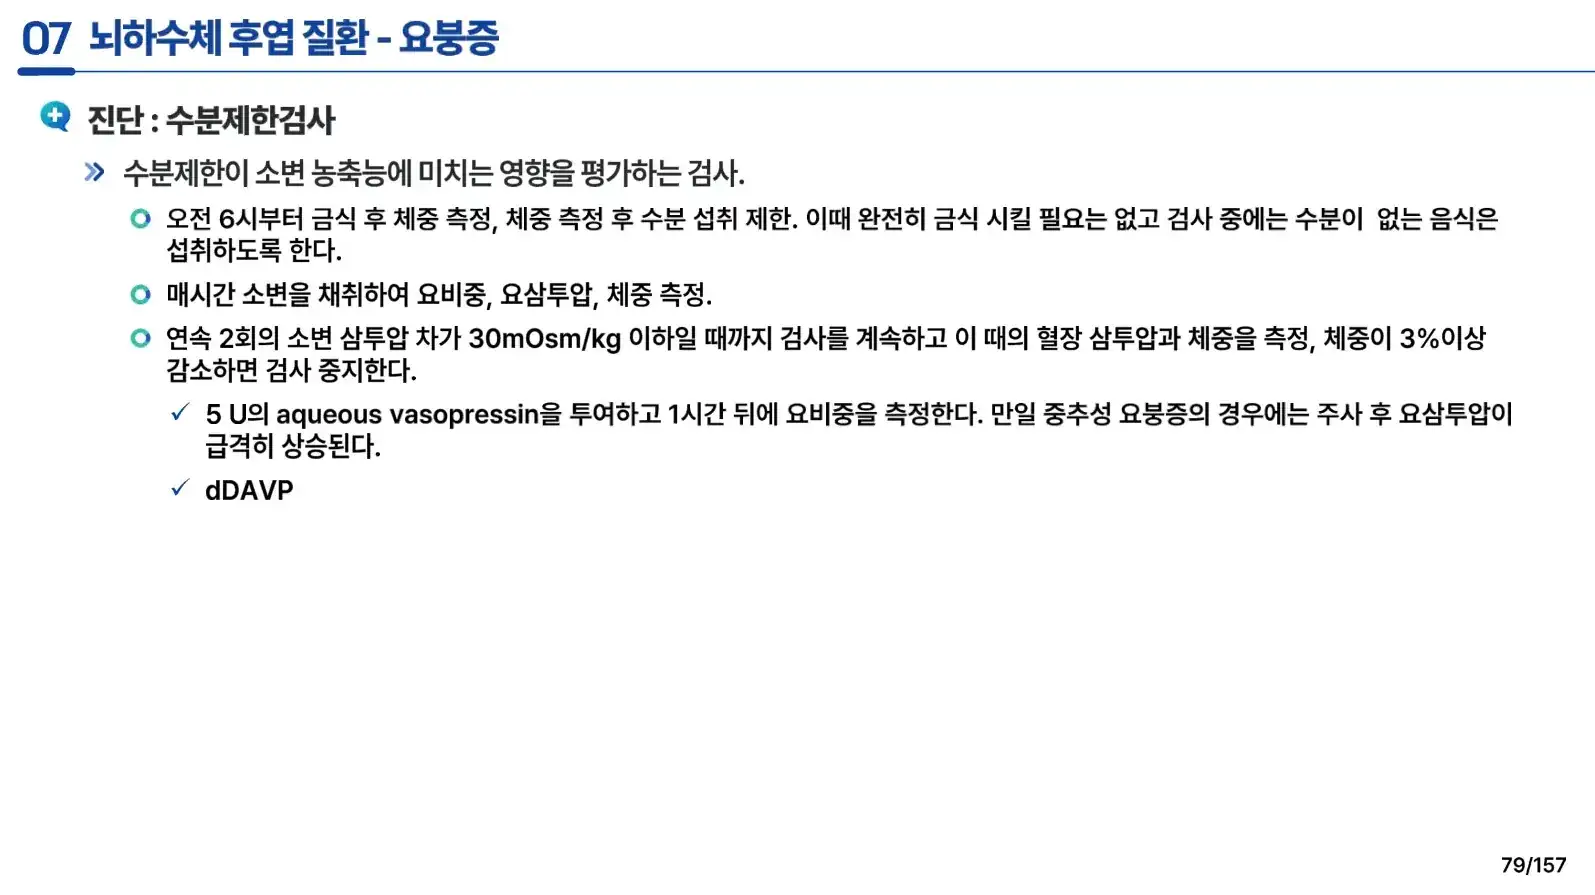 07 뇌하수체 후엽 질환 - 요붕증
진단 : 수분제한검사
수분제한이 소변 농축능에 미치는 영향을 평가하는 검사.
오전 6시부터 금식 후 체중 측정, 체중 측정 후 수분 섭취 제한. 이때 완전히 금식 시킬 필요는 없고 검사 중에는 수분이 없는 음식은
섭취하도록 한다.
매시간 소변을 채취하여 요비중, 요삼투압, 체중 측정.
연속 2회의 소변 삼투압 차가 30mOsm/kg 이하일 때까지 검사를 계속하고 이 때의 혈장 삼투압과 체중을 측정, 체중이 3%이상
감소하면 검사 중지한다.
5 U의 aqueous vasopressin을 투여하고 1시간 뒤에 요비중을 측정한다. 만일 중추성 요붕증의 경우에는 주사 후 요삼투압이
급격히 상승된다.
dDAVP
79/157